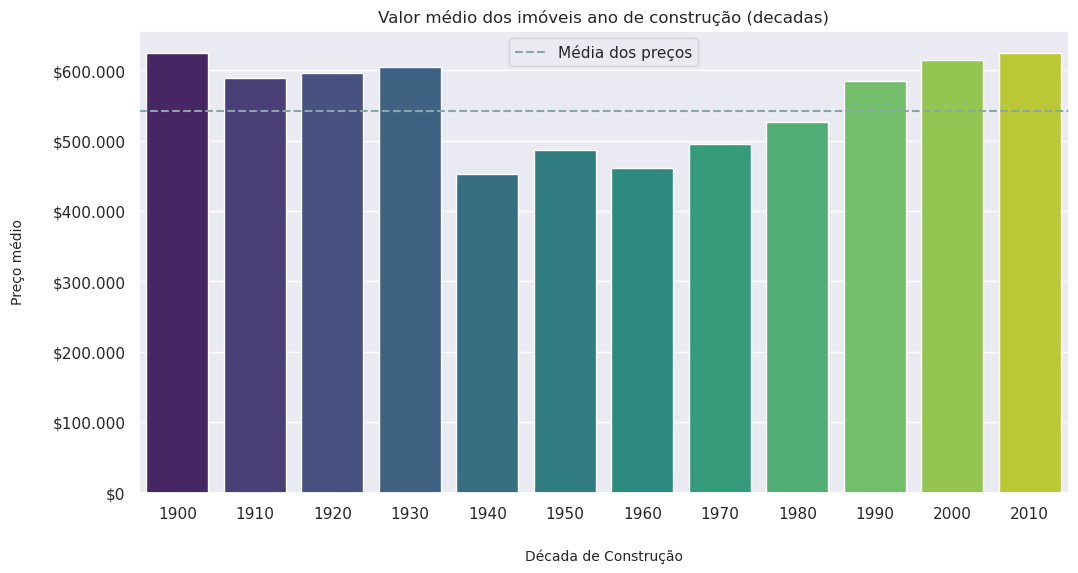 Valor médio dos imóveis ano de construção (decadas)
Média dos preços
$600.000
$500.000
$400.000
$300.000
$200.000
$100.000
$0
Preço médio
1900 1910 1920 1930 1940 1950 1960 1970 1980 1990 2000 2010
Década de Construção